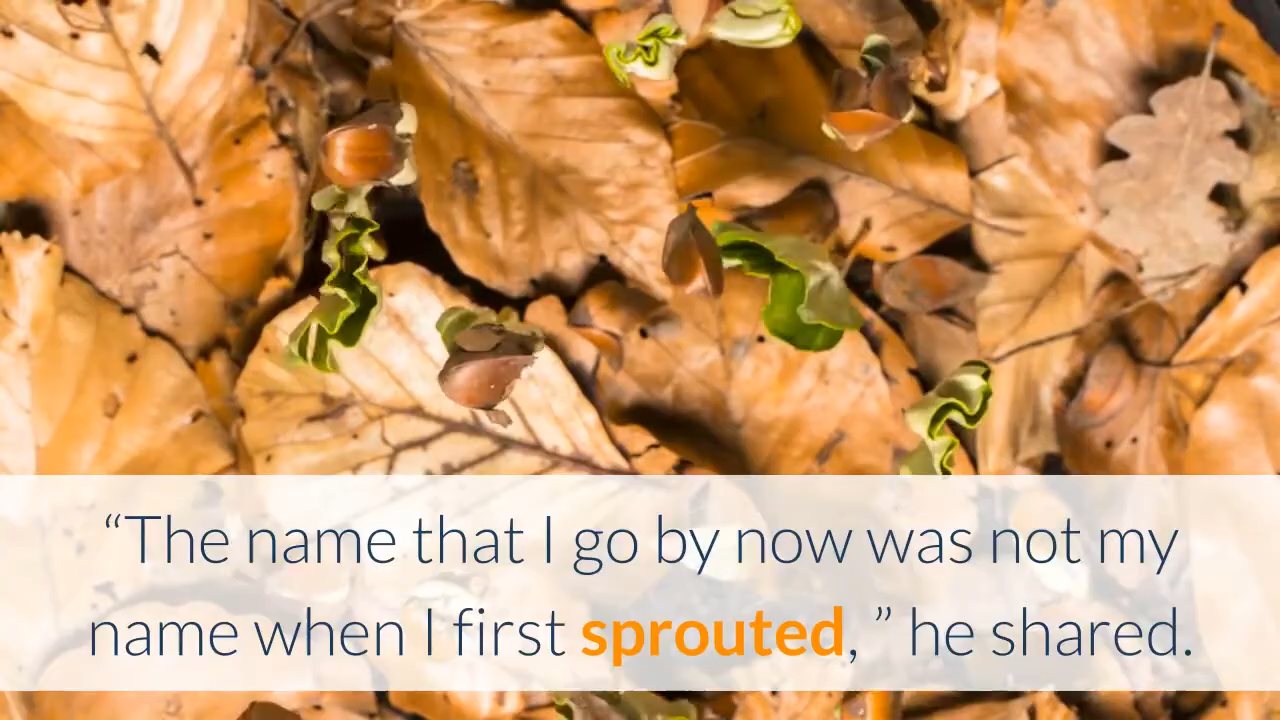 “The name that I go by now was not my
name when I first sprouted, ” he shared.